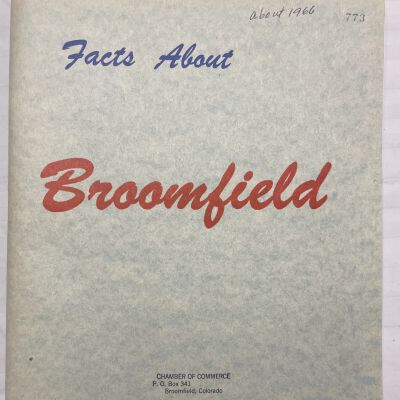 about 1966
773
Facts About
Broomfield
CHAMBER OF COMMERCE
P. O. Box 341
Broomfield, Colorado